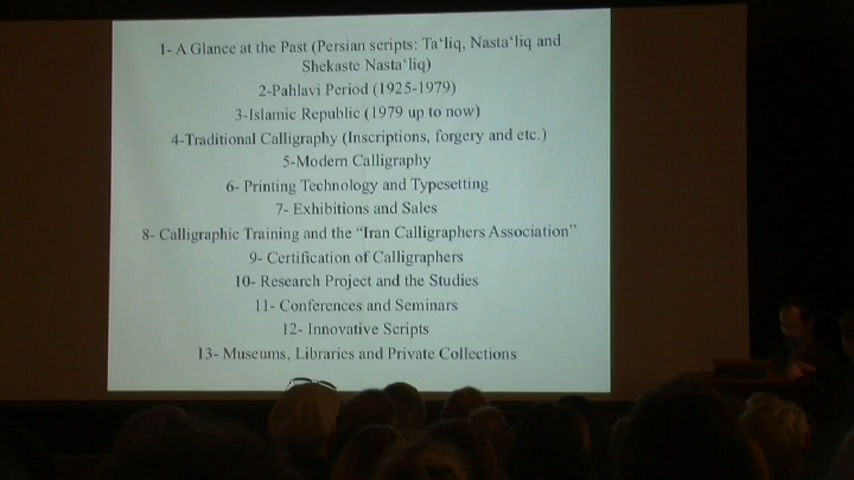 1- A Glance at the Past (Persian scripts: Ta‘liq, Nasta‘liq and
Shekaste Nasta‘liq)
2-Pahlavi Period (1925-1979)
3-Islamic Republic (1979 up to now)
4-Traditional Calligraphy (Inscriptions, forgery and etc.)
5-Modern Calligraphy
6- Printing Technology and Typesetting
7- Exhibitions and Sales
8- Calligraphic Training and the “Iran Calligraphers Association”
9- Certification of Calligraphers
10- Research Project and the Studies
11- Conferences and Seminars
12- Innovative Scripts
13- Museums, Libraries and Private Collections